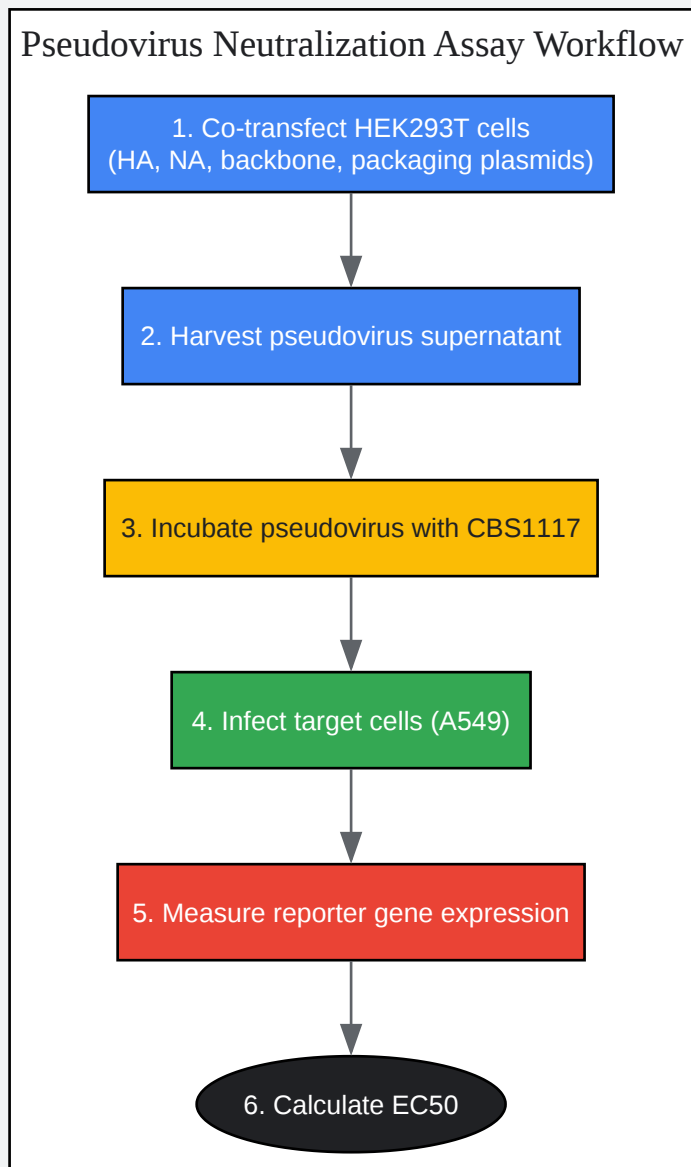 Pseudovirus Neutralization Assay Workflow
1. Co-transfect HEK293T cells
(HA, NA, backbone, packaging plasmids)
2. Harvest pseudovirus supernatant
3. Incubate pseudovirus with CBS1117
4. Infect target cells (A549)
5. Measure reporter gene expression
6. Calculate EC50